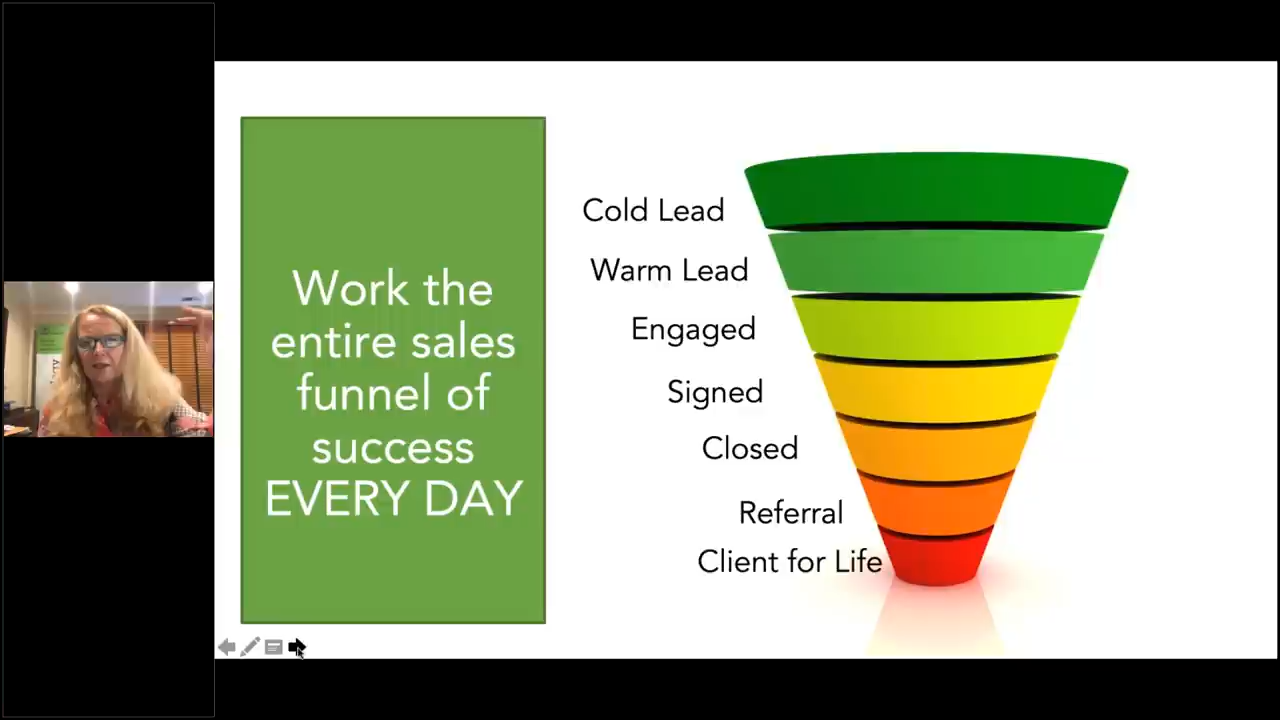 Work the
entire sales
funnel of
success
EVERY DAY
Cold Lead
Warm Lead
Engaged
Signed
Closed
Referral
Client for Life